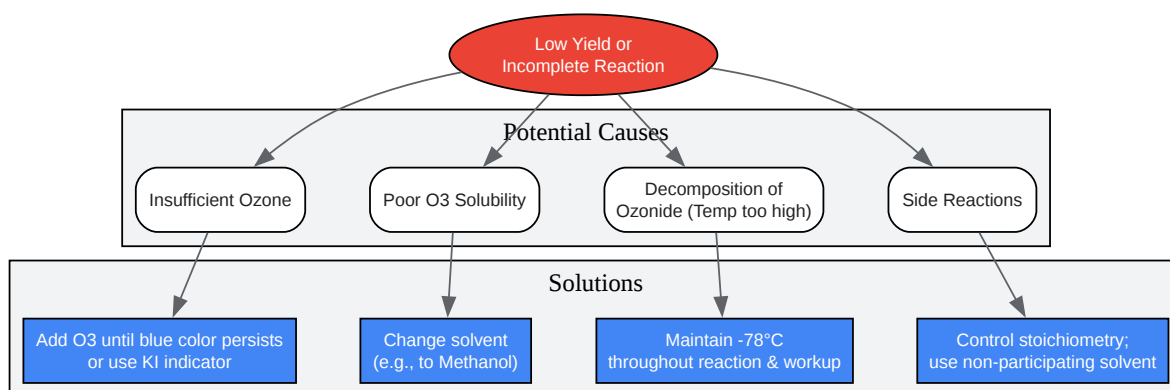 Low Yield or
Incomplete Reaction
Potential Causes
Insufficient Ozone
Poor O3 Solubility
Decomposition of
Ozonide (Temp too high)
Side Reactions
Solutions
Add O3 until blue color persists
or use KI indicator
Change solvent
(e.g., to Methanol)
Maintain -78°C
throughout reaction & workup
Control stoichiometry;
use non-participating solvent